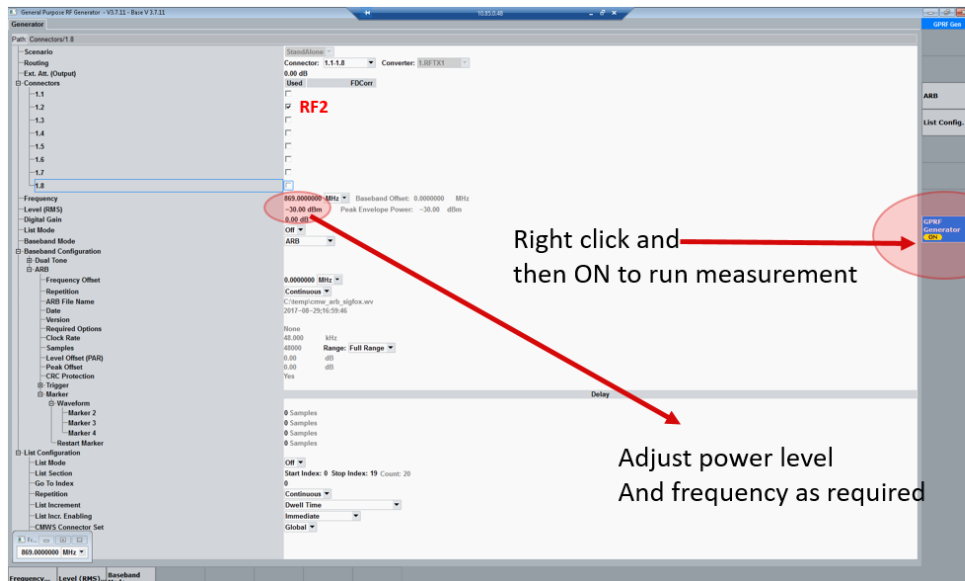 General Purpose RF Generator - V3.7.11 - Base V 3.7.11
10.85.0.48
Generator
GPRF Gen
Path: Connectors/1.8
Scenario StandAlone
Routing Connector: 1.1-1.8 Converter: 1.RFTX1
Ext. Att. (Output) 0.00 dB
Connectors Used FDCorr
1.1
ARB
1.2 RF2
1.3
List Config.
1.4
1.5
1.6
1.7
1.8
Frequency 869.0000000 MHz Baseband Offset: 0.0000000 MHz
Level (RMS) -30.00 dBm Peak Envelope Power: -30.00 dBm
Digital Gain 0.00 dB
List Mode Off
Baseband Mode ARB
GPRF
Generator
ON
Right click and
then ON to run measurement
Baseband Configuration
Dual Tone
ARB
Frequency Offset 0.0000000 MHz
Repetition Continuous
ARB File Name C:\temp\cmw_arb_sigfox.wv
Date 2017-08-29;16:59:46
Version
Required Options None
Clock Rate 48.000 kHz
Samples 48000 Range: Full Range
Level Offset (PAR) 0.00 dB
Peak Offset 0.00 dB
CRC Protection Yes
Trigger
Marker Delay
Waveform
Marker 2 0 Samples
Marker 3 0 Samples
Marker 4 0 Samples
Restart Marker 0 Samples
Adjust power level
And frequency as required
List Configuration
List Mode Off
List Section Start Index: 0 Stop Index: 19 Count: 20
Go To Index 0
Repetition Continuous
List Increment Dwell Time
List Incr. Enabling Immediate
CMWS Connector Set Global
Fr...
869.0000000 MHz
Frequency... Level (RMS)... Baseband